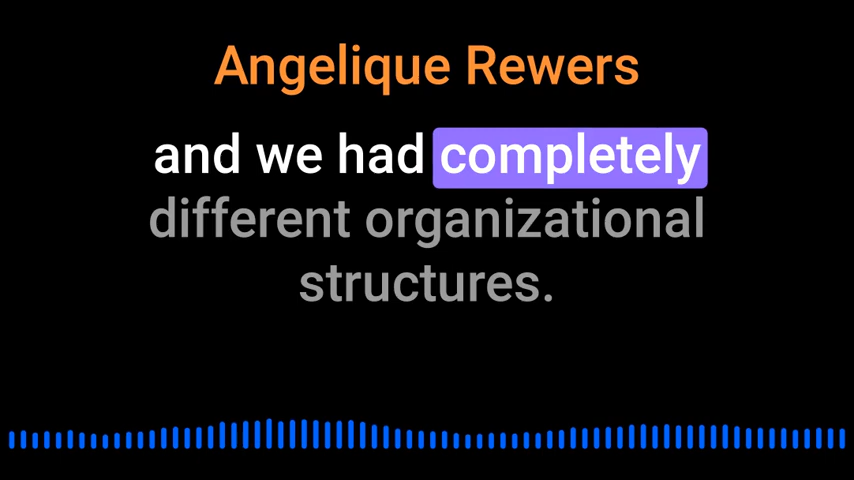 Angelique Rewers
and we had completely
different organizational
structures.